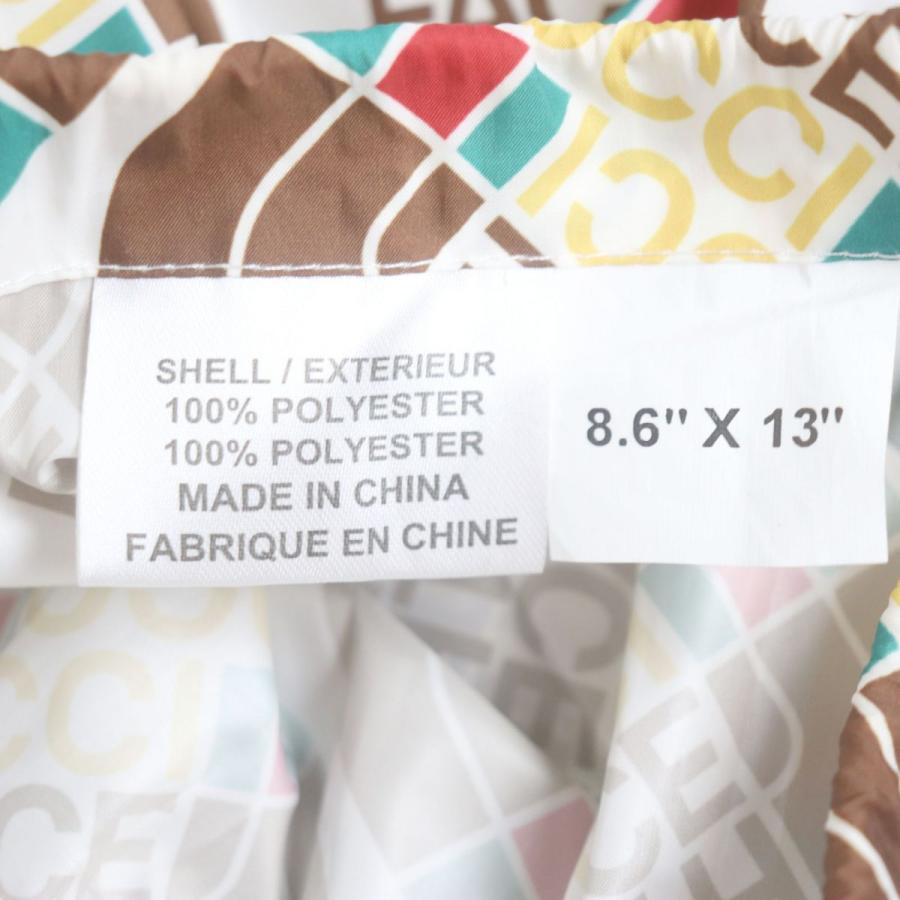 SHELL / EXTERIEUR
100% POLYESTER
100% POLYESTER
MADE IN CHINA
FABRIQUE EN CHINE
8.6" X 13"